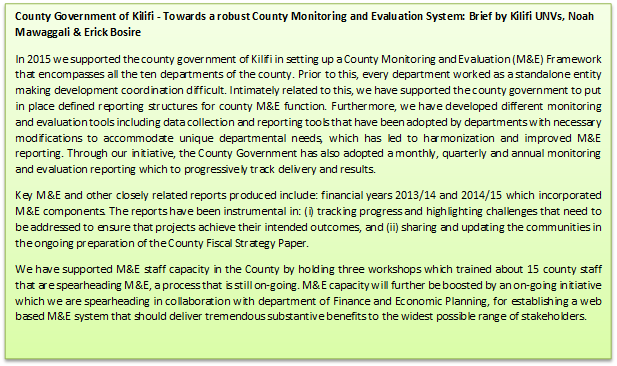 County Government of Kilifi - Towards a robust County Monitoring and Evaluation System: Brief by Kilifi UNVs, Noah
Mawaggali & Erick Bosire
In 2015 we supported the county government of Kilifi in setting up a County Monitoring and Evaluation (M&E) Framework
that encompasses all the ten departments of the county. Prior to this, every department worked as a standalone entity
making development coordination difficult. Intimately related to this, we have supported the county government to put
in place defined reporting structures for county M&E function. Furthermore, we have developed different monitoring
and evaluation tools including data collection and reporting tools that have been adopted by departments with necessary
modifications to accommodate unique departmental needs, which has led to harmonization and improved M&E
reporting. Through our initiative, the County Government has also adopted a monthly, quarterly and annual monitoring
and evaluation reporting which to progressively track delivery and results.
Key M&E and other closely related reports produced include: financial years 2013/14 and 2014/15 which incorporated
M&E components. The reports have been instrumental in: (i) tracking progress and highlighting challenges that need to
be addressed to ensure that projects achieve their intended outcomes, and (ii) sharing and updating the communities in
the ongoing preparation of the County Fiscal Strategy Paper.
We have supported M&E staff capacity in the County by holding three workshops which trained about 15 county staff
that are spearheading M&E, a process that is still on-going. M&E capacity will further be boosted by an on-going initiative
which we are spearheading in collaboration with department of Finance and Economic Planning, for establishing a web
based M&E system that should deliver tremendous substantive benefits to the widest possible range of stakeholders.